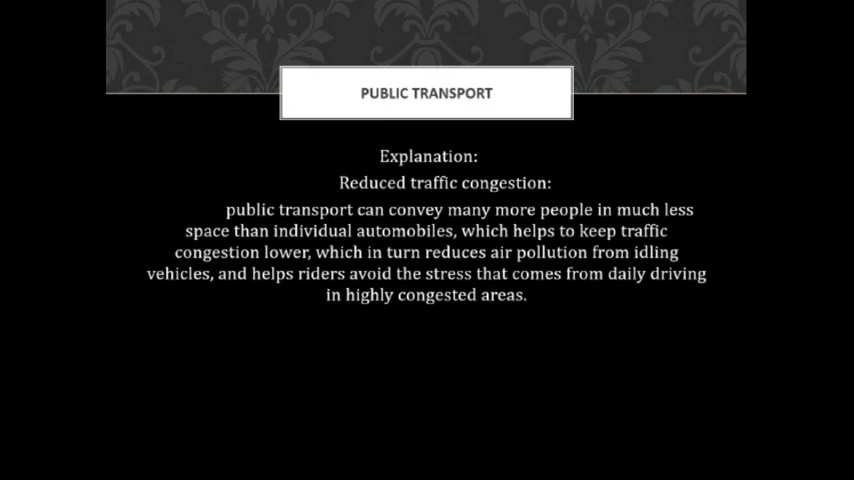 PUBLIC TRANSPORT
Explanation:
Reduced traffic congestion:
public transport can convey many more people in much less
space than individual automobiles, which helps to keep traffic
congestion lower, which in turn reduces air pollution from idling
vehicles, and helps riders avoid the stress that comes from daily driving
in highly congested areas.